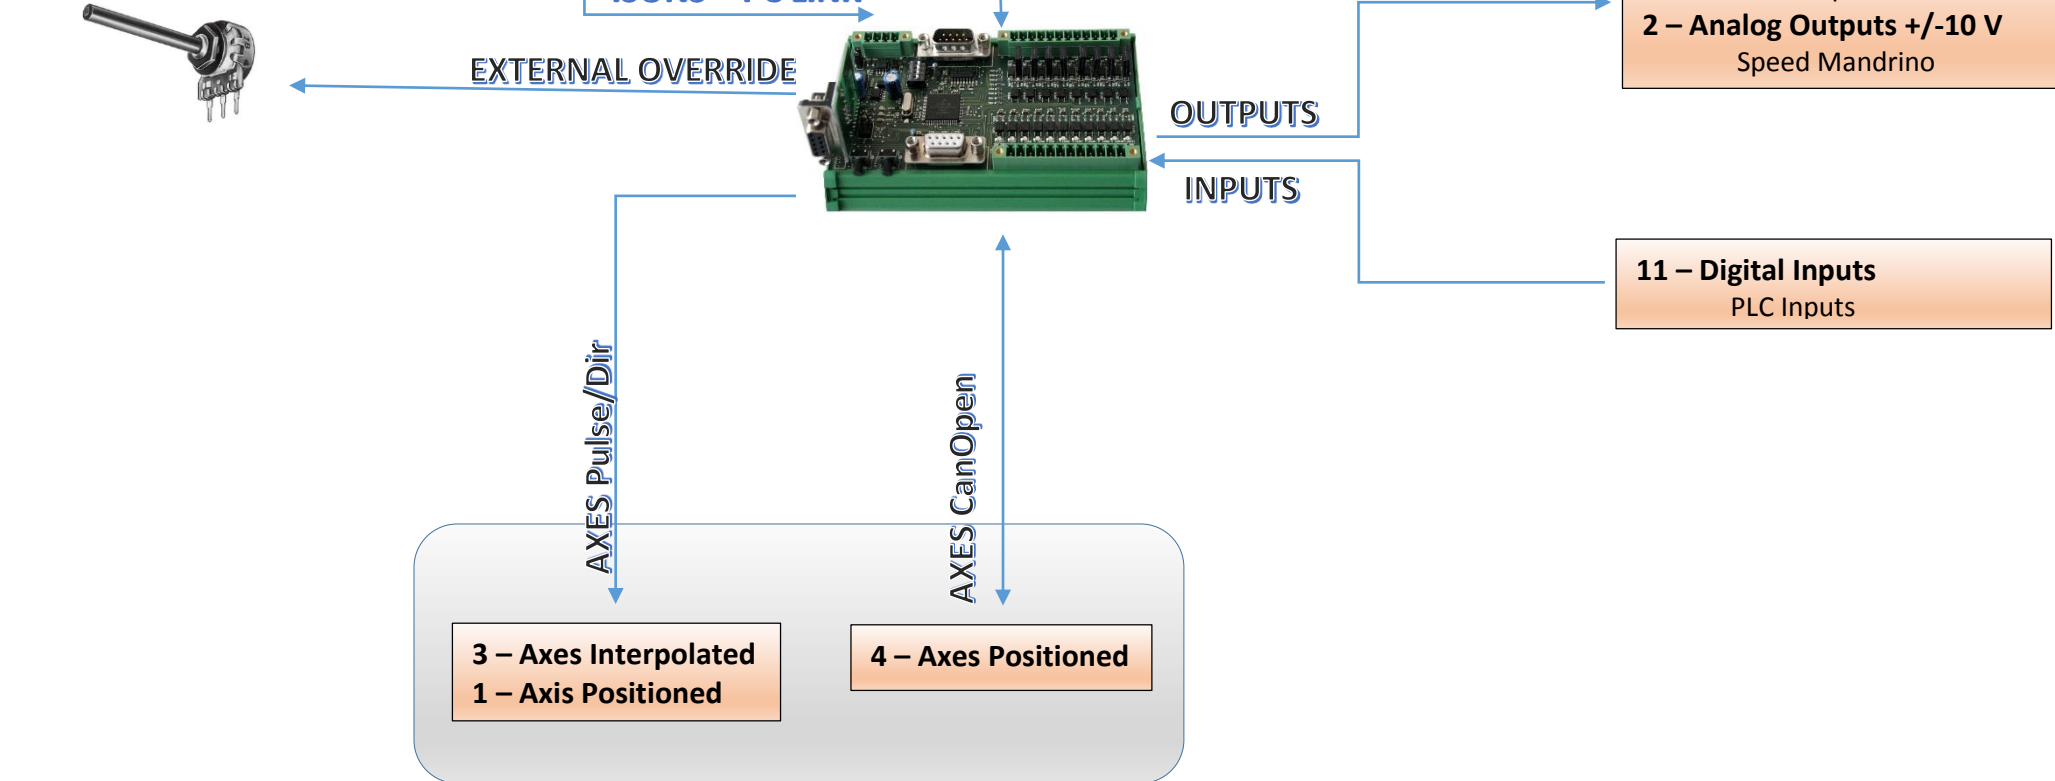 2 – Analog Outputs +/-10 V
Speed Mandrino
EXTERNAL OVERRIDE
OUTPUTS
INPUTS
11 – Digital Inputs
PLC Inputs
AXES Pulse/Dir
AXES CanOpen
3 – Axes Interpolated
1 – Axis Positioned
4 – Axes Positioned